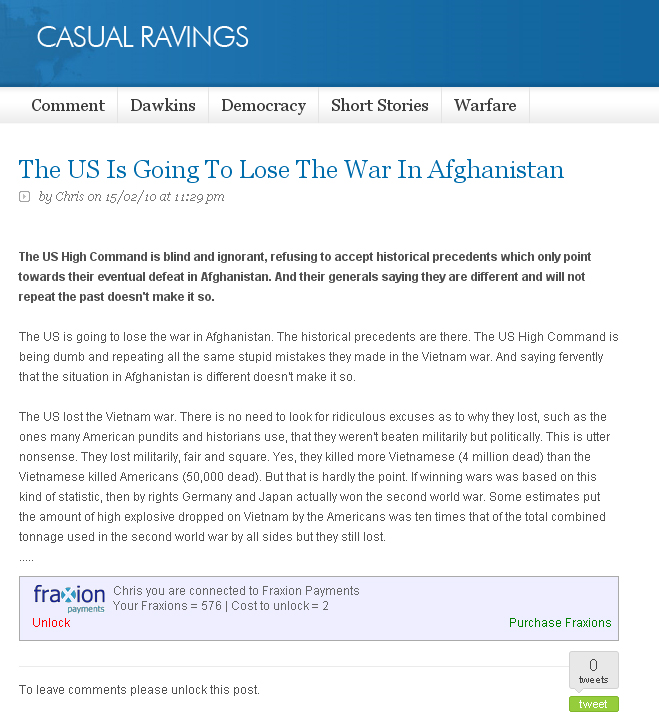 CASUAL RAVINGS
Comment Dawkins Democracy Short Stories Warfare
The US Is Going To Lose The War In Afghanistan
by Chris on 15/02/10 at 11:29 pm
The US High Command is blind and ignorant, refusing to accept historical precedents which only point
towards their eventual defeat in Afghanistan. And their generals saying they are different and will not
repeat the past doesn't make it so.
The US is going to lose the war in Afghanistan. The historical precedents are there. The US High Command is
being dumb and repeating all the same stupid mistakes they made in the Vietnam war. And saying fervently
that the situation in Afghanistan is different doesn't make it so.
The US lost the Vietnam war. There is no need to look for ridiculous excuses as to why they lost, such as the
ones many American pundits and historians use, that they weren't beaten militarily but politically. This is utter
nonsense. They lost militarily, fair and square. Yes, they killed more Vietnamese (4 million dead) than the
Vietnamese killed Americans (50,000 dead). But that is hardly the point. If winning wars was based on this
kind of statistic, then by rights Germany and Japan actually won the second world war. Some estimates put
the amount of high explosive dropped on Vietnam by the Americans was ten times that of the total combined
tonnage used in the second world war by all sides but they still lost.
.....
fraxion payments
Chris you are connected to Fraxion Payments
Your Fraxions = 576 | Cost to unlock = 2
Unlock Purchase Fraxions
0
tweets
To leave comments please unlock this post.
tweet